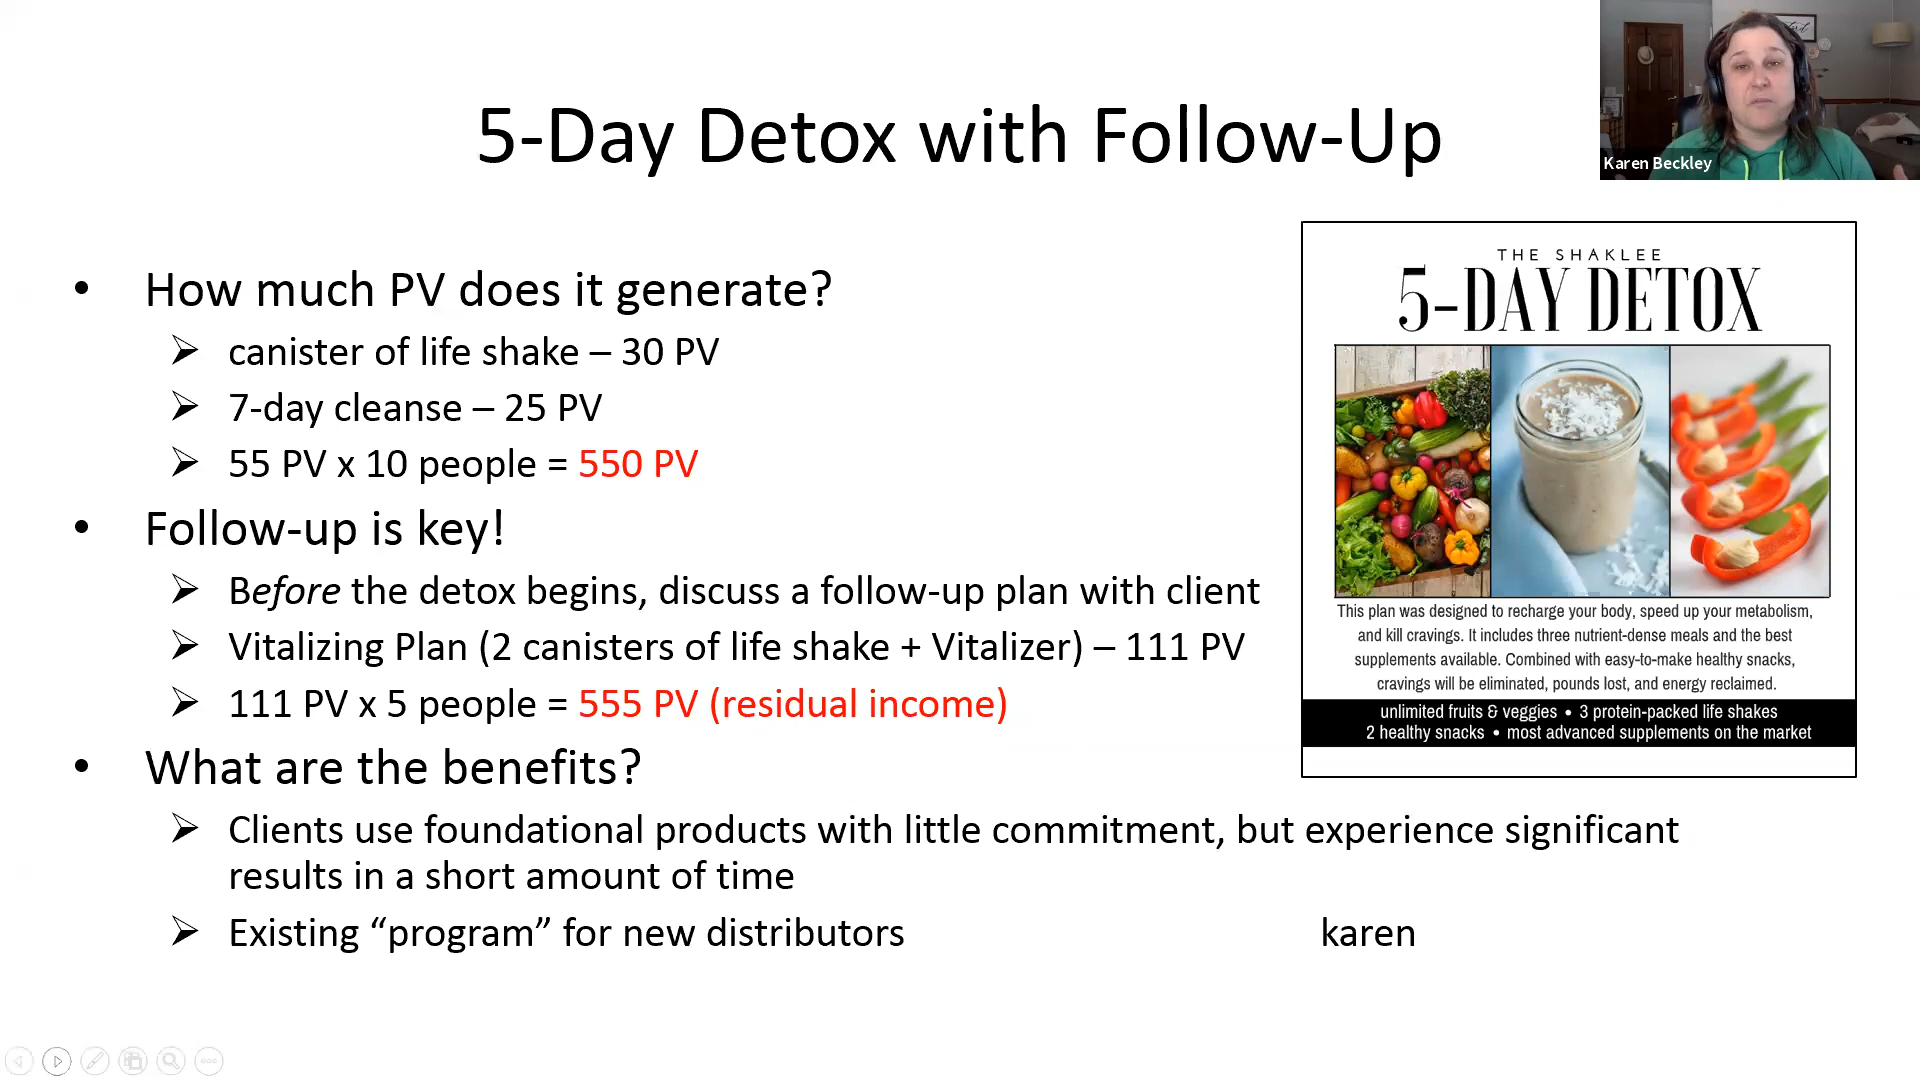 5-Day Detox with Follow-Up
Karen Beckley
• How much PV does it generate?
➢ canister of life shake – 30 PV
➢ 7-day cleanse – 25 PV
➢ 55 PV x 10 people = 550 PV
• Follow-up is key!
➢ Before the detox begins, discuss a follow-up plan with client
➢ Vitalizing Plan (2 canisters of life shake + Vitalizer) – 111 PV
➢ 111 PV x 5 people = 555 PV (residual income)
• What are the benefits?
➢ Clients use foundational products with little commitment, but experience significant
results in a short amount of time
➢ Existing “program” for new distributors
karen
THE SHAKLEE
5-DAY DETOX
This plan was designed to recharge your body, speed up your metabolism,
and kill cravings. It includes three nutrient-dense meals and the best
supplements available. Combined with easy-to-make healthy snacks,
cravings will be eliminated, pounds lost, and energy reclaimed.
unlimited fruits & veggies • 3 protein-packed life shakes
2 healthy snacks • most advanced supplements on the market